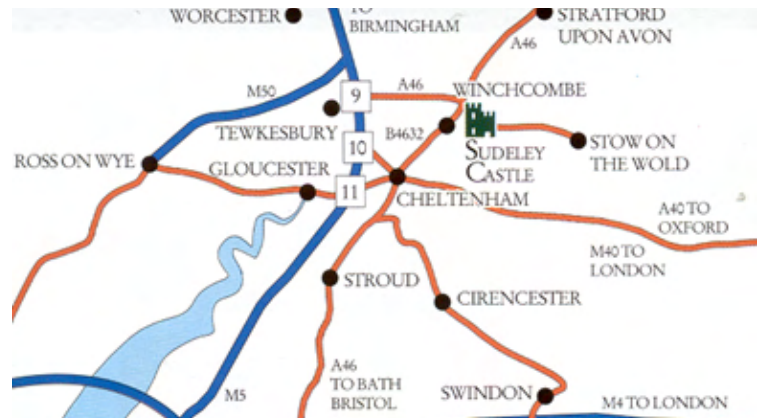 WORCESTER
TO
BIRMINGHAM
STRATFORD
UPON AVON
A46
M50
9
A46
WINCHCOMBE
TEWKESBURY
B4632
10
SUDELEY
CASTLE
STOW ON
THE WOLD
ROSS ON WYE
GLOUCESTER
11
CHELTENHAM
A40 TO
OXFORD
M40 TO
LONDON
STROUD
CIRENCESTER
A46
TO BATH
BRISTOL
M5
SWINDON
M4 TO LONDON